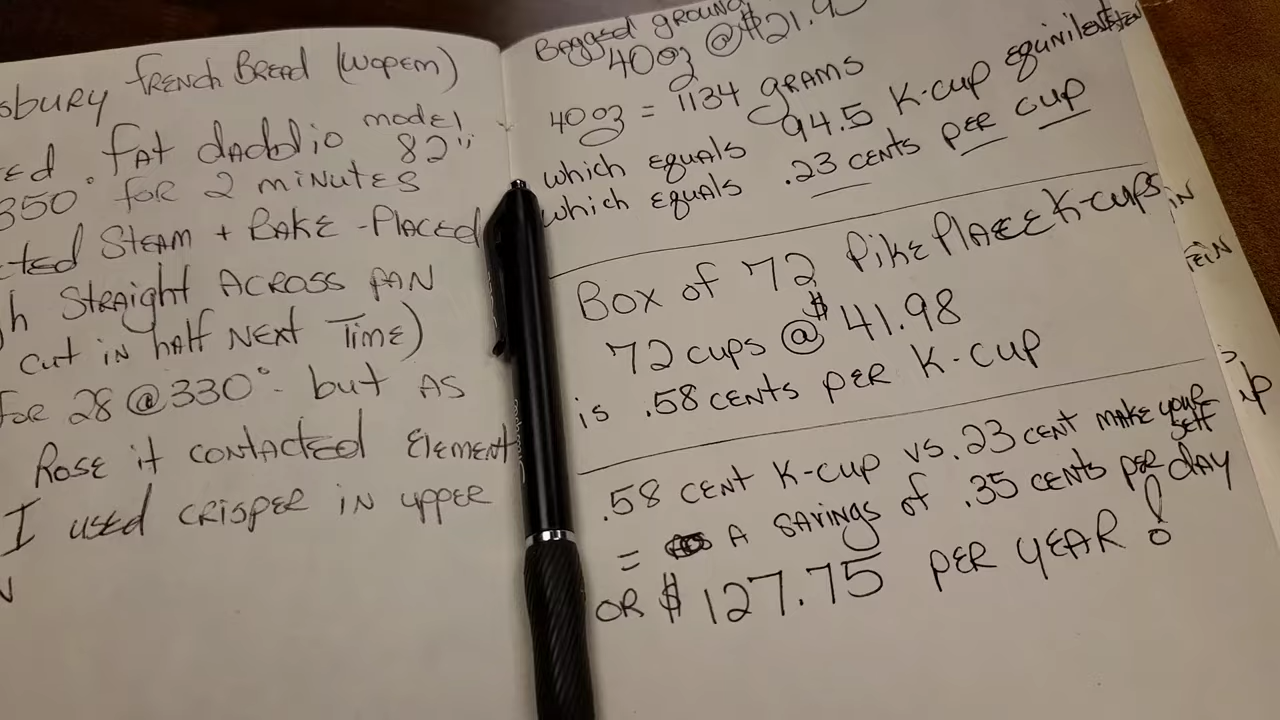 FRENCH BREAD (WOPEM)
SBURY
ED. FAT dAddio model 82"
350° for 2 MINUTES
CTED STEAM + BAKE - PLACED
h STRAIGHT ACROSS PAN
CUT IN hAlf NEXT TIME)
FOR 28 @ 330° - but AS
ROSE it CONTACTED ElEMENT
I used CRISPER IN UPPER
BAGGED GROUND
40oz @ $21.9
40oz = 1134 GRAMS
which EQUALS 94.5 K-CUP
which EQUALS .23 CENTS PER CUP
Box of 72 PikE PlACE K-CUPS
72 CUPS @ $41.98
is .58 CENTS PER K-CUP
.58 CENT K-CUP VS .23 CENT MAKE YOUR-
SElf
= A SAVINGS of .35 CENTS PER dAY
OR $127.75 PER YEAR!
IN